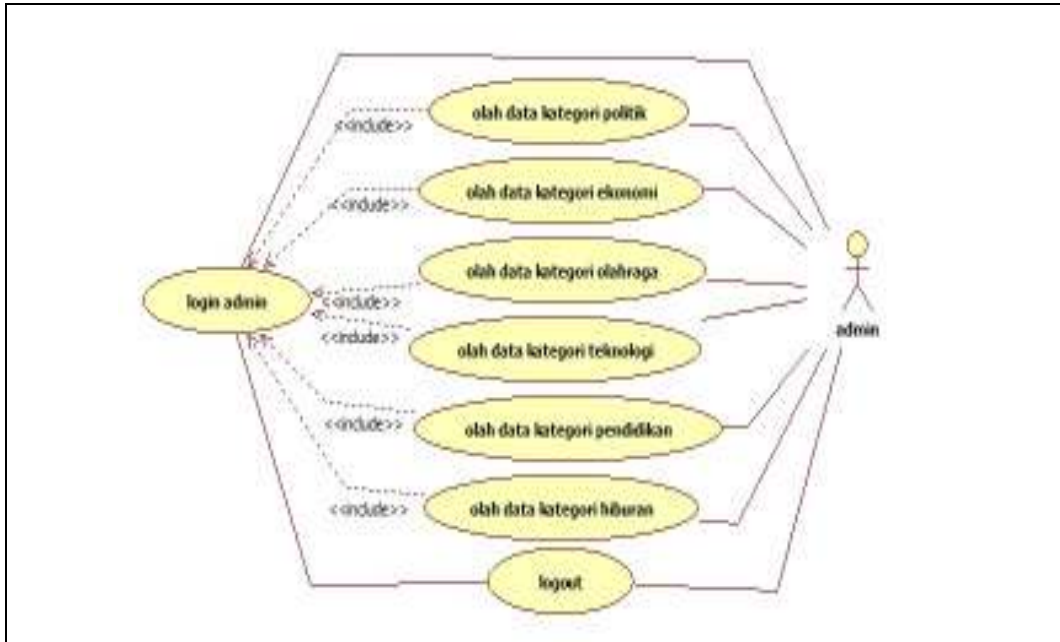 olah data kategori politik
<<include>>
olah data kategori ekonomi
<<include>>
olah data kategori olahraga
login admin
<<include>>
admin
<<include>>
olah data kategori teknologi
<<include>>
olah data kategori pendidikan
<<include>>
olah data kategori hiburan
logout